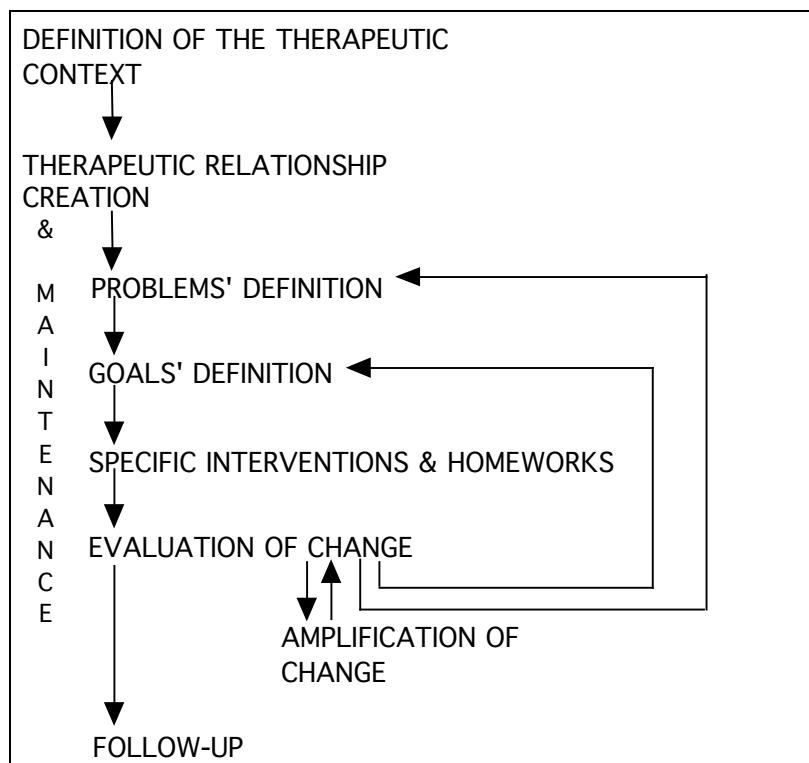 DEFINITION OF THE THERAPEUTIC
CONTEXT
THERAPEUTIC RELATIONSHIP
CREATION
&
MAINTENANCE
PROBLEMS' DEFINITION
GOALS' DEFINITION
SPECIFIC INTERVENTIONS & HOMEWORKS
EVALUATION OF CHANGE
AMPLIFICATION OF
CHANGE
FOLLOW-UP